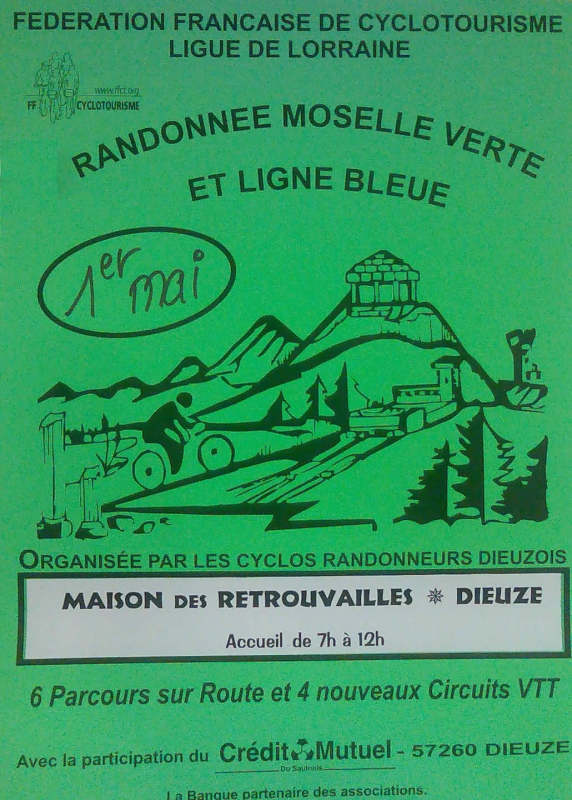 FEDERATION FRANCAISE DE CYCLOTOURISME
LIGUE DE LORRAINE
www.ffct.org
FF CYCLOTOURISME
RANDONNEE MOSELLE VERTE
ET LIGNE BLEUE
1er mai
ORGANISÉE PAR LES CYCLOS RANDONNEURS DIEUZOIS
MAISON DES RETROUVAILLES ✵ DIEUZE
Accueil de 7h à 12h
6 Parcours sur Route et 4 nouveaux Circuits VTT
Avec la participation du Crédit Mutuel - 57260 DIEUZE
Du Saulnois
La Banque partenaire des associations.